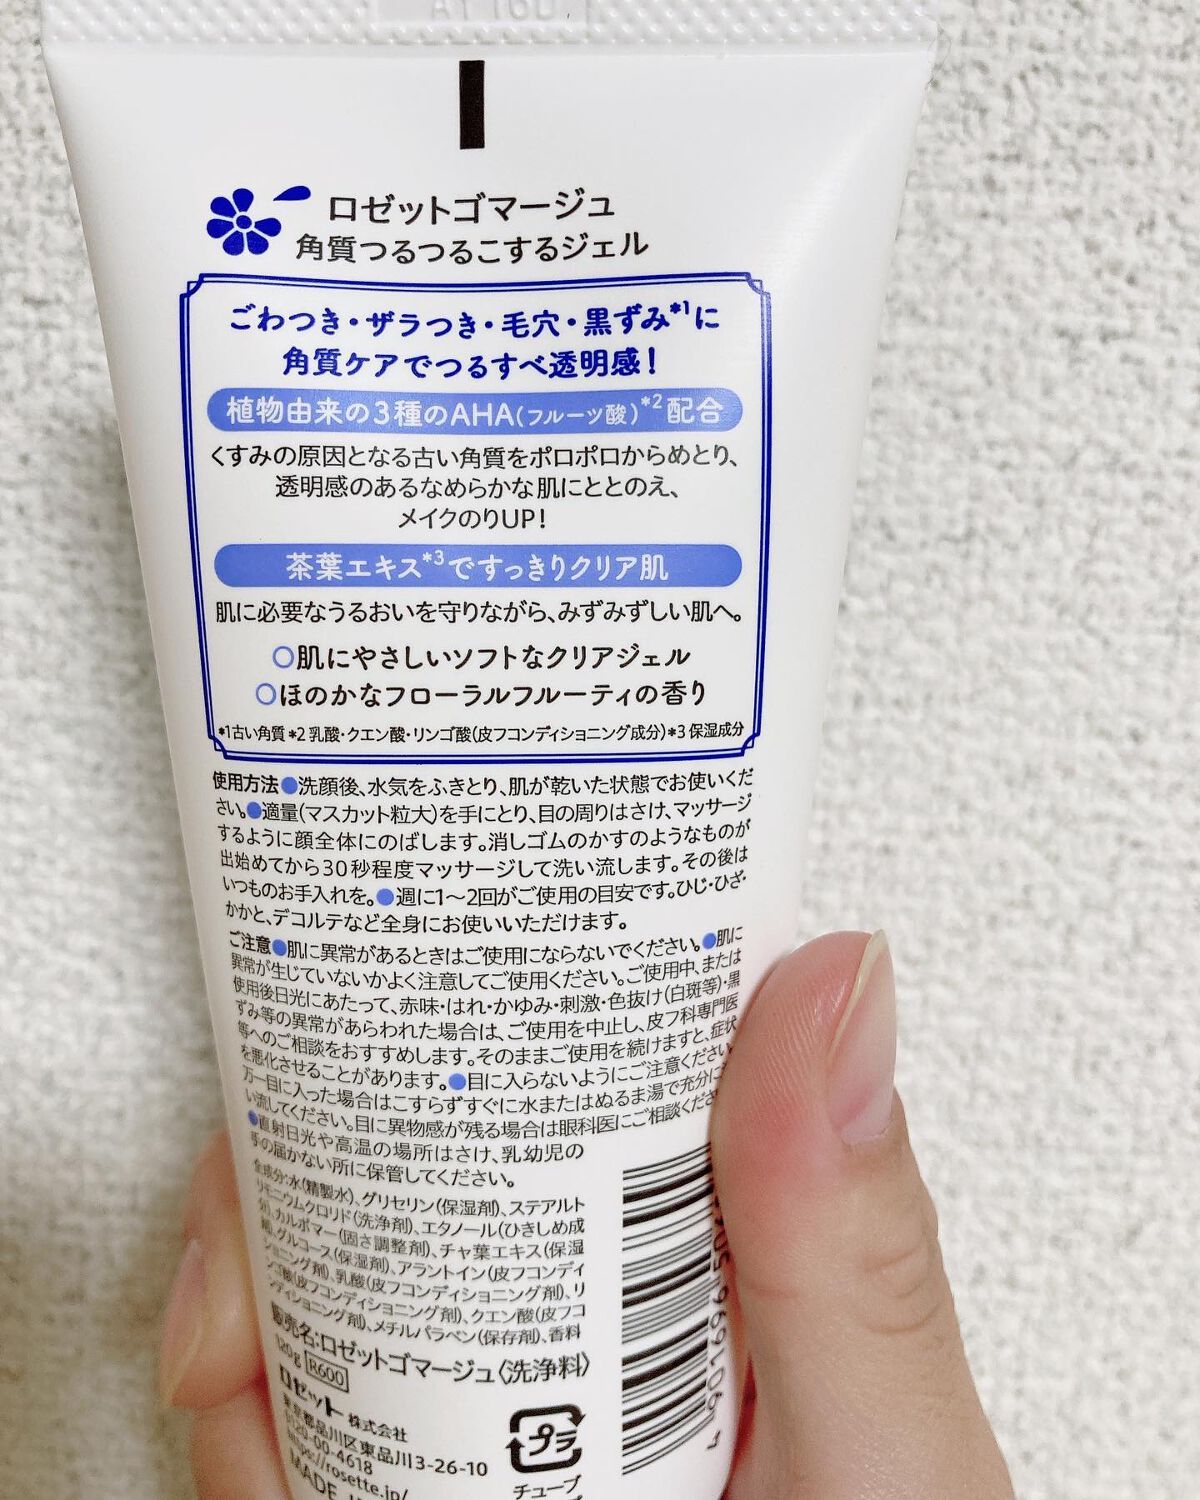 AY 16D
ロゼットゴマージュ
角質つるつるこするジェル
ごわつき・ザラつき・毛穴・黒ずみ*1に
角質ケアでつるすべ透明感!
植物由来の3種のAHA(フルーツ酸)*2配合
くすみの原因となる古い角質をポロポロからめとり、
透明感のあるなめらかな肌にととのえ、
メイクのりUP!
茶葉エキス*3ですっきりクリア肌
肌に必要なうるおいを守りながら、みずみずしい肌へ。
○肌にやさしいソフトなクリアジェル
○ほのかなフローラルフルーティの香り
*1古い角質 *2 乳酸・クエン酸・リンゴ酸(皮フコンディショニング成分) *3 保湿成分
使用方法●洗顔後、水気をふきとり、肌が乾いた状態でお使いくだ
さい。●適量(マスカット粒大)を手にとり、目の周りはさけ、マッサージ
するように顔全体にのばします。消しゴムのかすのようなものが
出始めてから30秒程度マッサージして洗い流します。その後は
いつものお手入れを。●週に1〜2回がご使用の目安です。ひじ・ひざ・
かかと、デコルテなど全身にお使いいただけます。
ご注意●肌に異常があるときはご使用にならないでください。●肌に
異常が生じていないかよく注意してご使用ください。ご使用中、または
使用後日光にあたって、赤味・はれ・かゆみ・刺激・色抜け(白斑等)・黒
ずみ等の異常があらわれた場合は、ご使用を中止し、皮フ科専門医
等へのご相談をおすすめします。そのままご使用を続けますと、症状
を悪化させることがあります。●目に入らないようにご注意ください。
万一目に入った場合はこすらずすぐに水またはぬるま湯で充分に
い流してください。目に異物感が残る場合は眼科医にご相談くださ
●直射日光や高温の場所はさけ、乳幼児の
手の届かない所に保管してください。
全成分:水(精製水)、グリセリン(保湿剤)、ステアルト
リモニウムクロリド(洗浄剤)、エタノール(ひきしめ成
分)、カルボマー(固さ調整剤)、チャ葉エキス(保湿
剤)、グルコース(保湿剤)、アラントイン(皮フコンディ
ショニング剤)、乳酸(皮フコンディショニング剤)、リ
ンゴ酸(皮フコンディショニング剤)、クエン酸(皮フコ
ンディショニング剤)、メチルパラベン(保存剤)、香料
販売名:ロゼットゴマージュ〈洗浄料〉
120g R600
ロゼット 株式会社
東京都品川区東品川3-26-10
0120-00-4618
https://rosette.jp/
MADE
プラ
チューブ